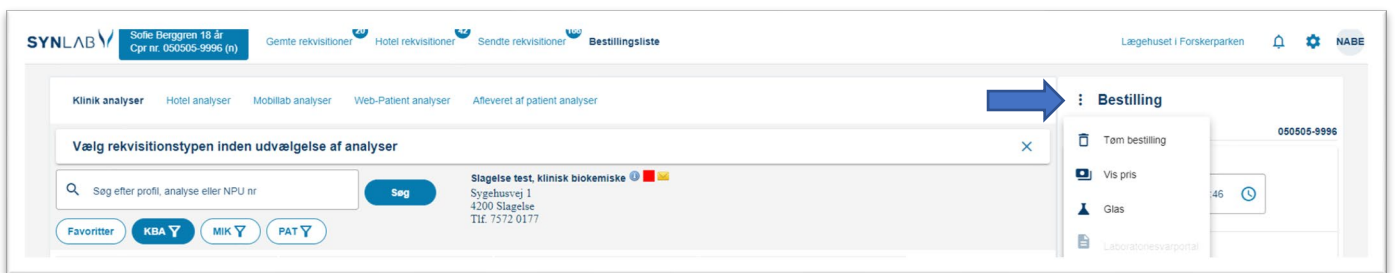 SYNLAB
Sofie Berggren 18 år
Cpr nr. 050505-9996 (n)
Gemte rekvisitioner 20
Hotel rekvisitioner 42
Sendte rekvisitioner
Bestillingsliste
Lægehuset i Forskerparken
NABE
Klinik analyser
Hotel analyser
Mobillab analyser
Web-Patient analyser
Afleveret af patient analyser
Vælg rekvisitionstypen inden udvælgelse af analyser
Søg efter profil, analyse eller NPU nr
Søg
Slagelse test, klinisk biokemiske
Sygehusvej 1
4200 Slagelse
Tlf. 7572 0177
Favoritter
KBA
MIK
PAT
Bestilling
050505-9996
Tøm bestilling
Vis pris
:46
Glas
Laboratoriesvarportal